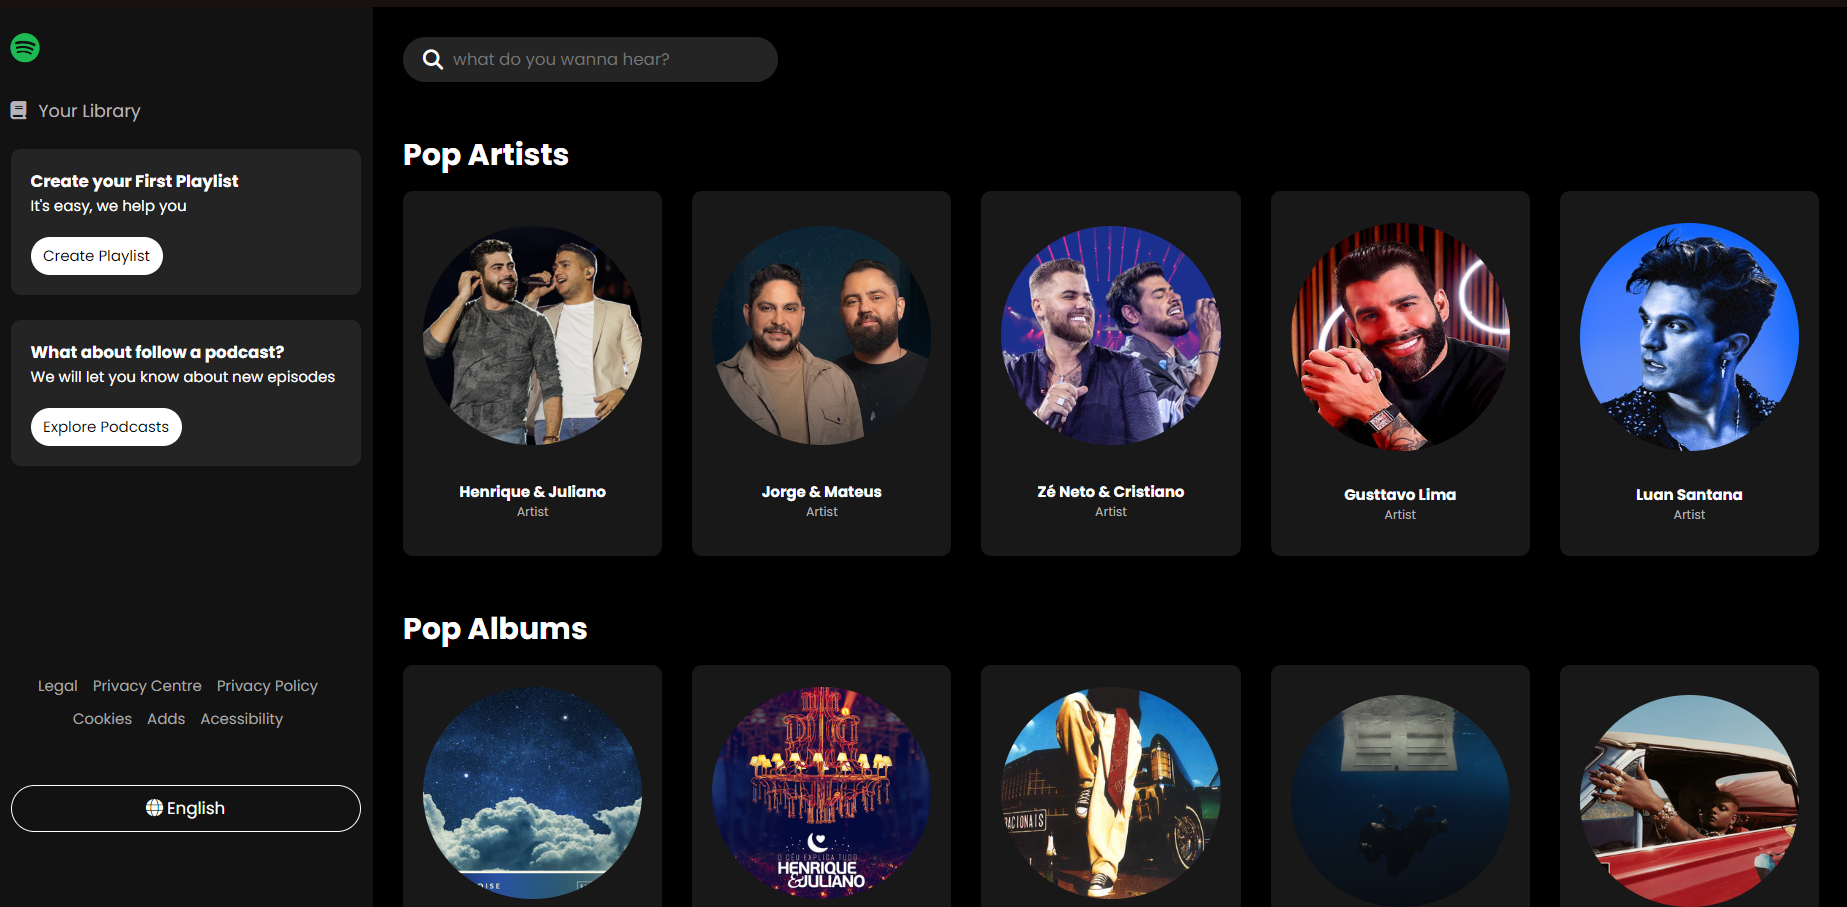 what do you wanna hear?
Your Library
Create your First Playlist
It's easy, we help you
Create Playlist
What about follow a podcast?
We will let you know about new episodes
Explore Podcasts
Legal Privacy Centre Privacy Policy
Cookies Adds Acessibility
English
Pop Artists
Henrique & Juliano
Artist
Jorge & Mateus
Artist
Zé Neto & Cristiano
Artist
Gusttavo Lima
Artist
Luan Santana
Artist
Pop Albums
O CÉU EXPLICA TUDO
HENRIQUE
&JULIANO
RACIONAIS